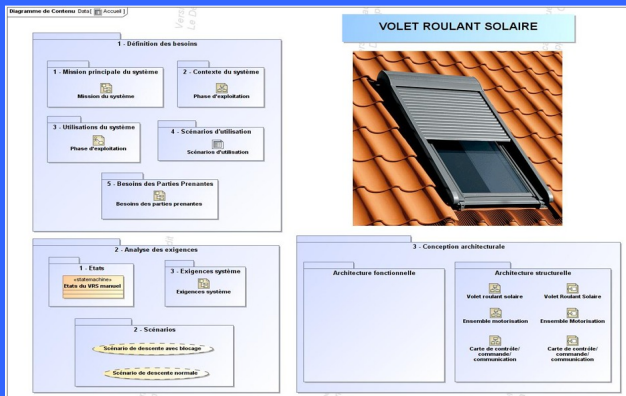 Diagramme de Contenu Data[ Accueil ]
VOLET ROULANT SOLAIRE
1 - Définition des besoins
1 - Mission principale du système
Mission du système
2 - Contexte du système
Phase d'exploitation
3 - Utilisations du système
Phase d'exploitation
4 - Scénarios d'utilisation
Scénarios d'utilisation
5 - Besoins des Parties Prenantes
Besoins des parties prenantes
2 - Analyse des exigences
1 - Etats
«statemachine»
Etats du VRS manuel
3 - Exigences système
Exigences système
2 - Scénarios
Scénario de descente avec blocage
Scénario de descente normale
3 - Conception architecturale
Architecture fonctionnelle
Architecture structurelle
Volet roulant solaire
Volet Roulant Solaire
Ensemble motorisation
Ensemble Motorisation
Carte de contrôle/
commande/
communication
Carte de contrôle/
commande/
communication